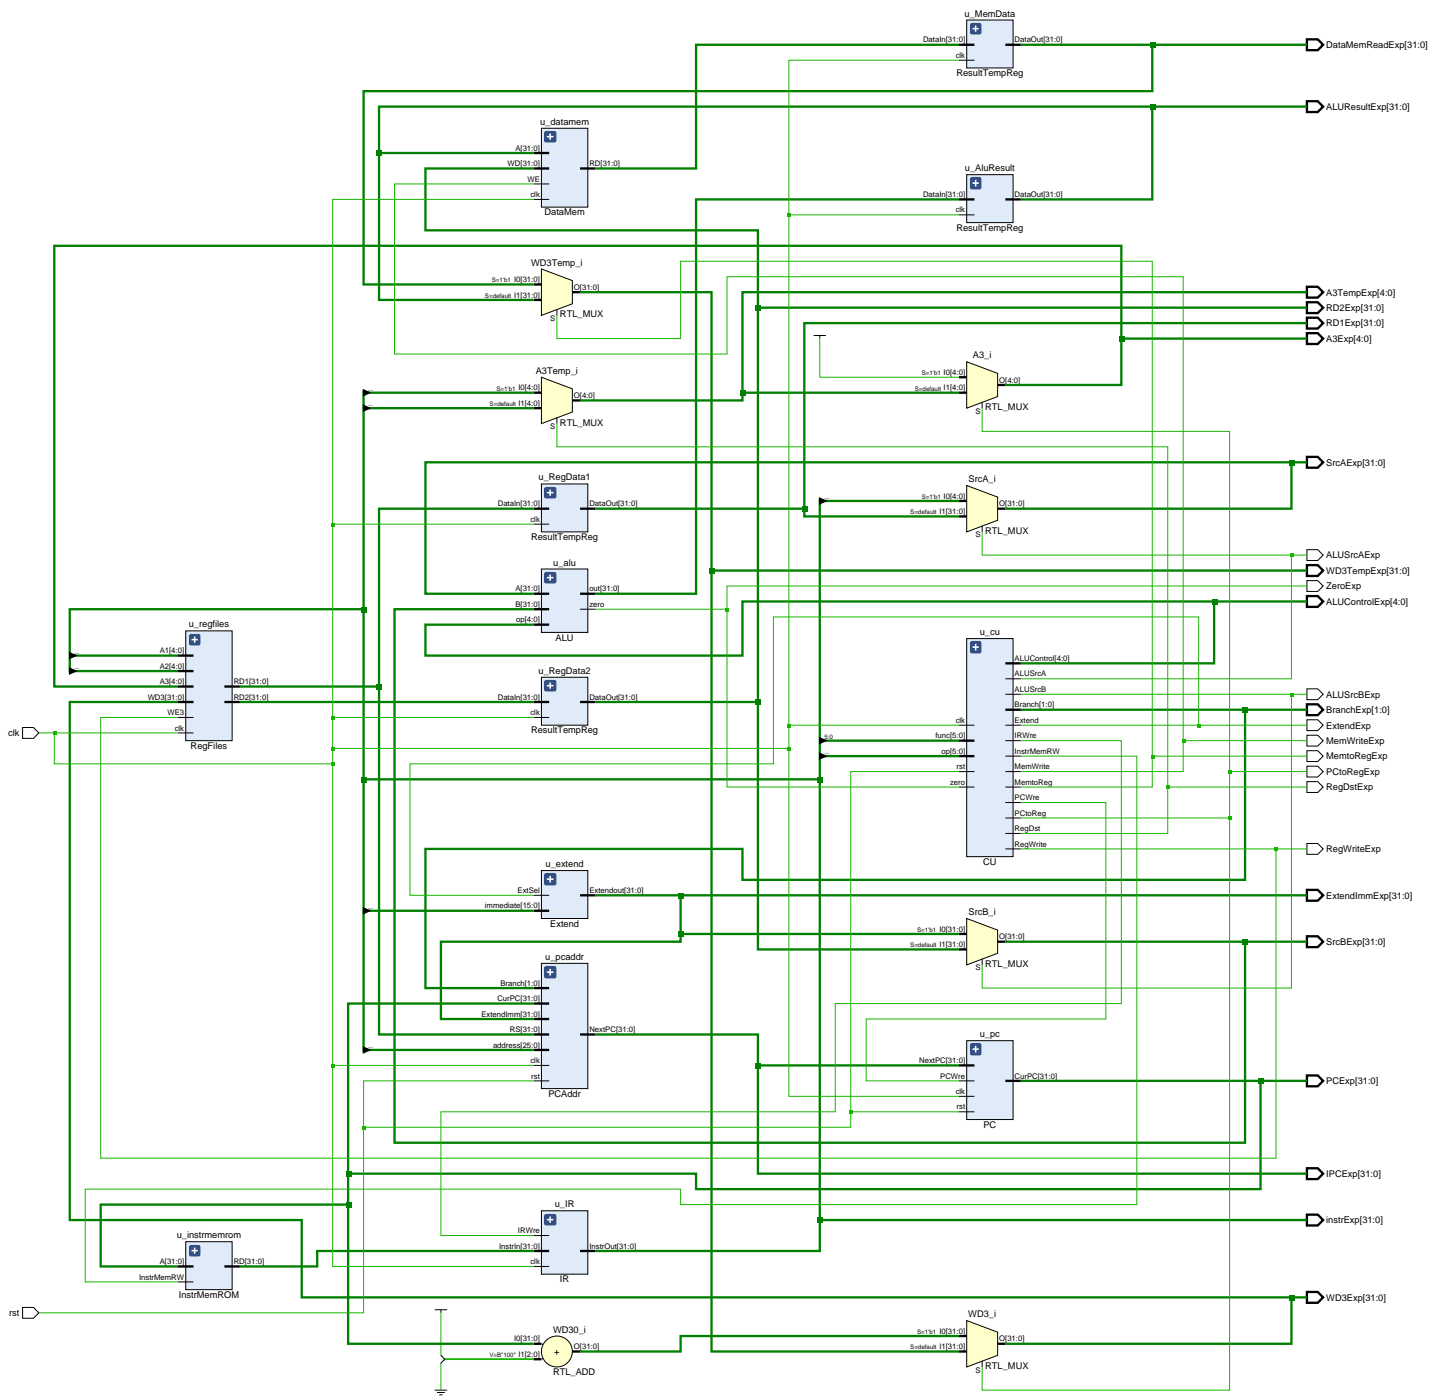 u_MemData
DataIn[31:0]
DataOut[31:0]
clk
ResultTempReg
DataMemReadExp[31:0]
ALUResultExp[31:0]
u_datamem
A[31:0]
WD[31:0]
RD[31:0]
WE
clk
DataMem
u_AluResult
DataIn[31:0]
DataOut[31:0]
clk
ResultTempReg
WD3Temp_i
S=1'b1 I0[31:0]
S=default I1[31:0]
O[31:0]
S
RTL_MUX
A3TempExp[4:0]
RD2Exp[31:0]
RD1Exp[31:0]
A3Exp[4:0]
A3Temp_i
S=1'b1 I0[4:0]
S=default I1[4:0]
O[4:0]
S
RTL_MUX
A3_i
S=1'b1 I0[4:0]
S=default I1[4:0]
O[4:0]
S
RTL_MUX
SrcAExp[31:0]
u_RegData1
DataIn[31:0]
DataOut[31:0]
clk
ResultTempReg
SrcA_i
S=1'b1 I0[4:0]
S=default I1[31:0]
O[31:0]
S
RTL_MUX
ALUSrcAExp
WD3TempExp[31:0]
ZeroExp
ALUControlExp[4:0]
u_alu
A[31:0]
B[31:0]
op[4:0]
out[31:0]
zero
ALU
u_regfiles
A1[4:0]
A2[4:0]
A3[4:0]
WD3[31:0]
WE3
clk
RD1[31:0]
RD2[31:0]
RegFiles
clk
u_RegData2
DataIn[31:0]
DataOut[31:0]
clk
ResultTempReg
u_cu
clk
5:0
func[5:0]
op[5:0]
rst
zero
ALUControl[4:0]
ALUSrcA
ALUSrcB
Branch[1:0]
Extend
IRWre
InstrMemRW
MemWrite
MemtoReg
PCWre
PCtoReg
RegDst
RegWrite
CU
ALUSrcBExp
BranchExp[1:0]
ExtendExp
MemWriteExp
MemtoRegExp
PCtoRegExp
RegDstExp
RegWriteExp
u_extend
ExtSel
immediate[15:0]
Extendout[31:0]
Extend
ExtendImmExp[31:0]
SrcB_i
S=1'b1 I0[31:0]
S=default I1[31:0]
O[31:0]
S
RTL_MUX
SrcBExp[31:0]
u_pcaddr
Branch[1:0]
CurPC[31:0]
ExtendImm[31:0]
RS[31:0]
address[25:0]
clk
rst
NextPC[31:0]
PCAddr
u_pc
NextPC[31:0]
PCWre
clk
rst
CurPC[31:0]
PC
PCExp[31:0]
IPCExp[31:0]
instrExp[31:0]
u_IR
IRWre
InstrIn[31:0]
clk
InstrOut[31:0]
IR
u_instrmemrom
A[31:0]
InstrMemRW
RD[31:0]
InstrMemROM
rst
WD3Exp[31:0]
WD30_i
I0[31:0]
V=B"100" I1[2:0]
+
O[31:0]
RTL_ADD
WD3_i
S=1'b1 I0[31:0]
S=default I1[31:0]
O[31:0]
S
RTL_MUX